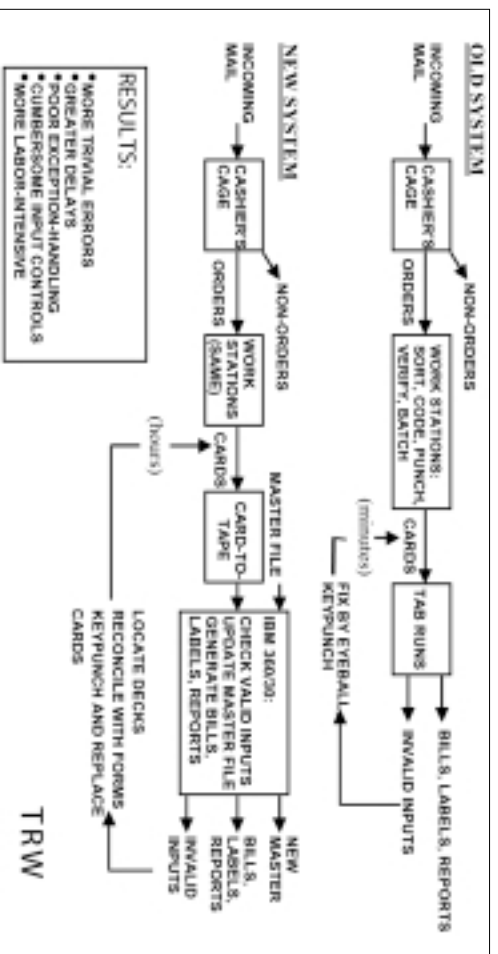 OLD SYSTEM
INCOMING
MAIL
CASHIER'S
CAGE
NON-ORDERS
ORDERS
WORK STATIONS:
SORT, CODE, PUNCH,
VERIFY, BATCH
CARDS
(minutes)
TAB RUNS
BILLS, LABELS, REPORTS
INVALID INPUTS
FIX BY EYEBALL,
KEYPUNCH
NEW SYSTEM
INCOMING
MAIL
CASHIER'S
CAGE
NON-ORDERS
ORDERS
WORK
STATIONS
(SAME)
CARDS
(hours)
CARD-TO-
TAPE
MASTER FILE
IBM 360/30:
CHECK VALID INPUTS
UPDATE MASTER FILE
GENERATE BILLS,
LABELS, REPORTS
NEW
MASTER
BILLS,
LABELS,
REPORTS
INVALID
INPUTS
LOCATE DECKS
RECONCILE WITH FORMS
KEYPUNCH AND REPLACE
CARDS
RESULTS:
• MORE TRIVIAL ERRORS
• GREATER DELAYS
• POOR EXCEPTION-HANDLING
• CUMBERSOME INPUT CONTROLS
• MORE LABOR-INTENSIVE
TRW